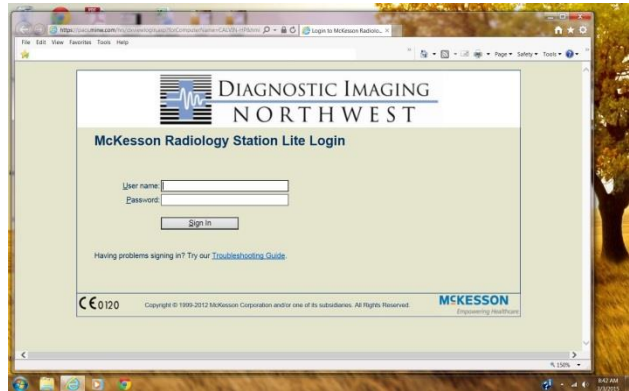 Login to McKesson Radiolo...
File Edit View Favorites Tools Help
Page Safety Tools
DIAGNOSTIC IMAGING
NORTHWEST
McKesson Radiology Station Lite Login
User name:
Password:
Sign In
Having problems signing in? Try our Troubleshooting Guide.
CE0120
Copyright © 1999-2012 McKesson Corporation and/or one of its subsidiaries. All Rights Reserved.
MCKESSON
Empowering Healthcare
150%
8:42 AM